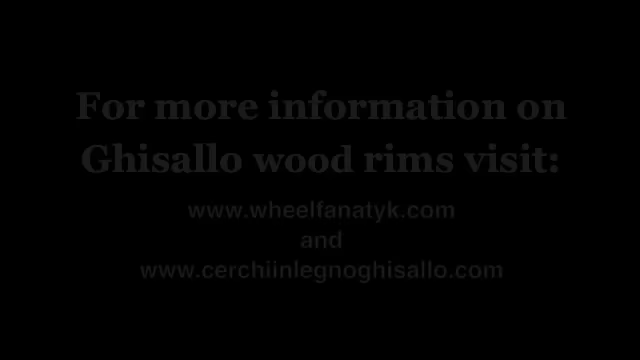 For more information on
Ghisallo wood rims visit:
www.wheelfanatyk.com
and
www.cerchiinlegnoghisallo.com